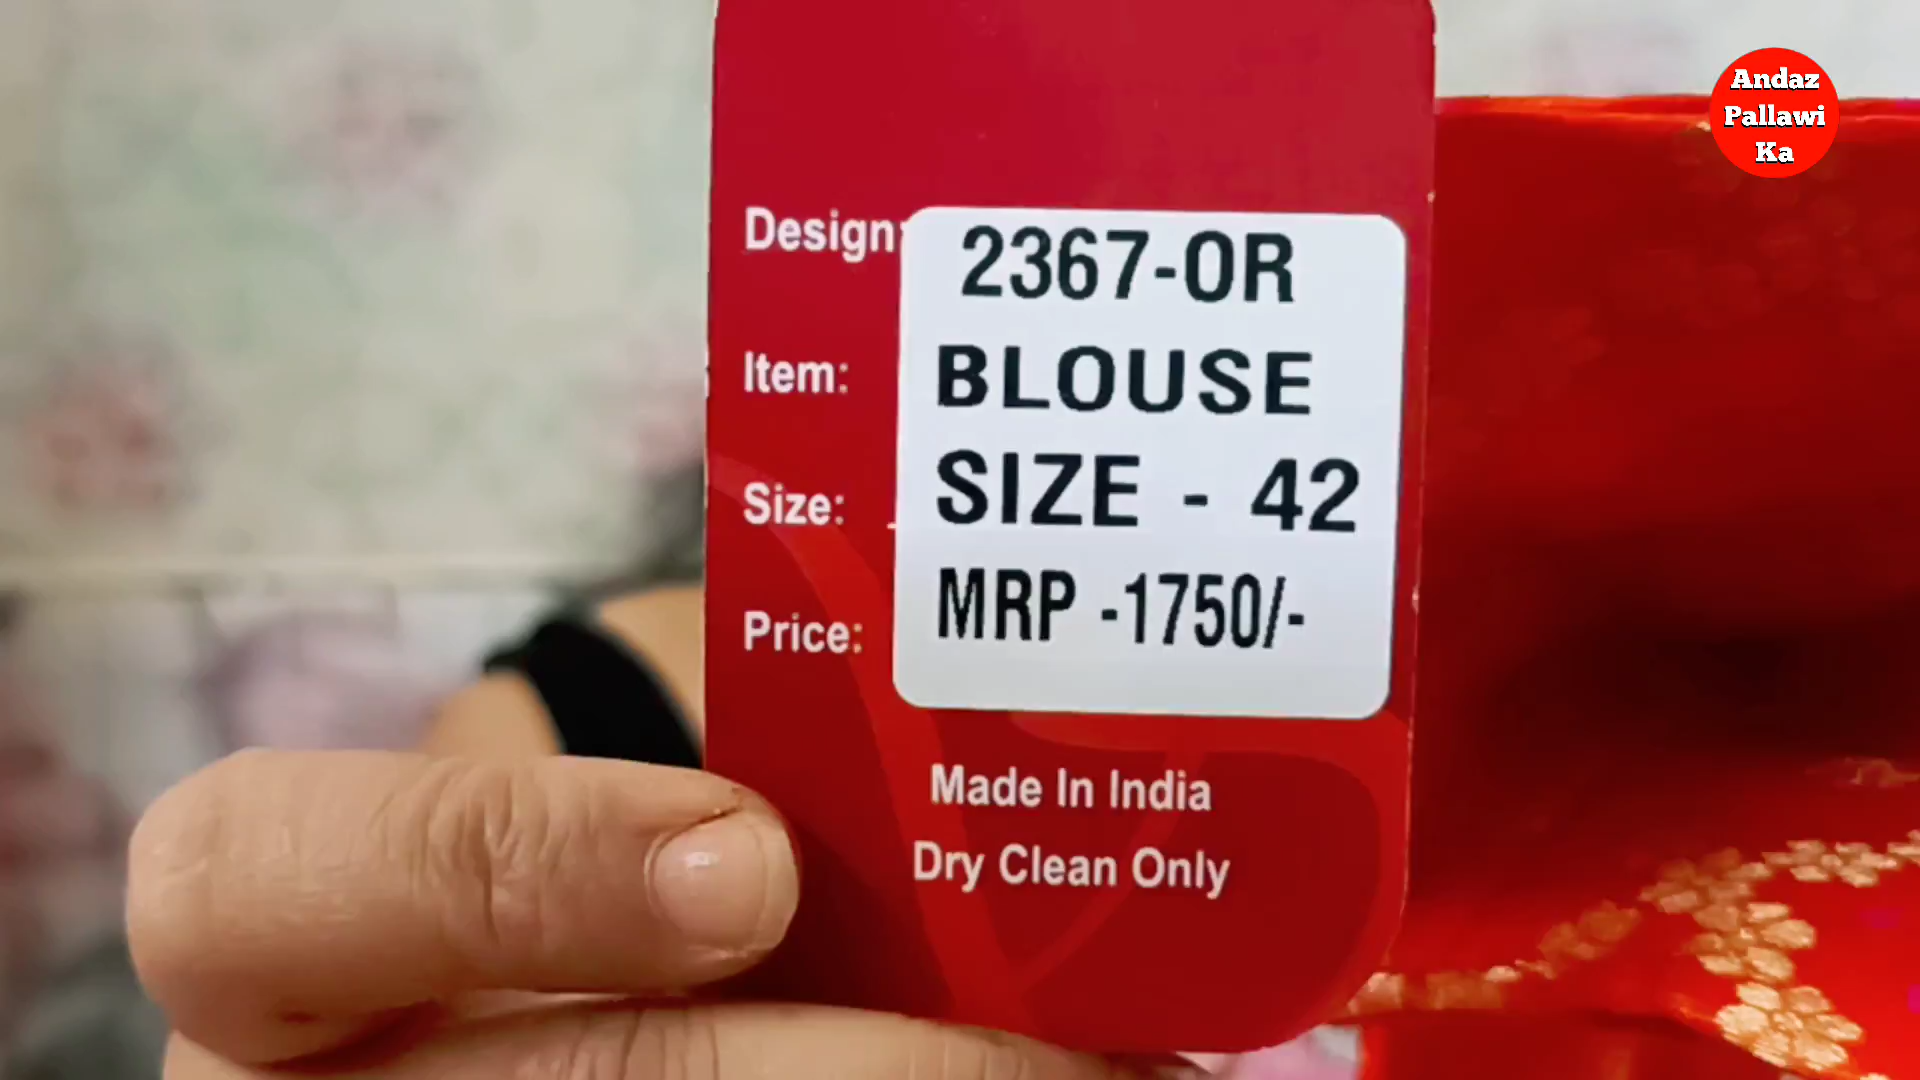 Andaz
Pallawi
Ka
Design: 2367-OR
Item: BLOUSE
Size: SIZE - 42
Price: MRP -1750/-
Made In India
Dry Clean Only